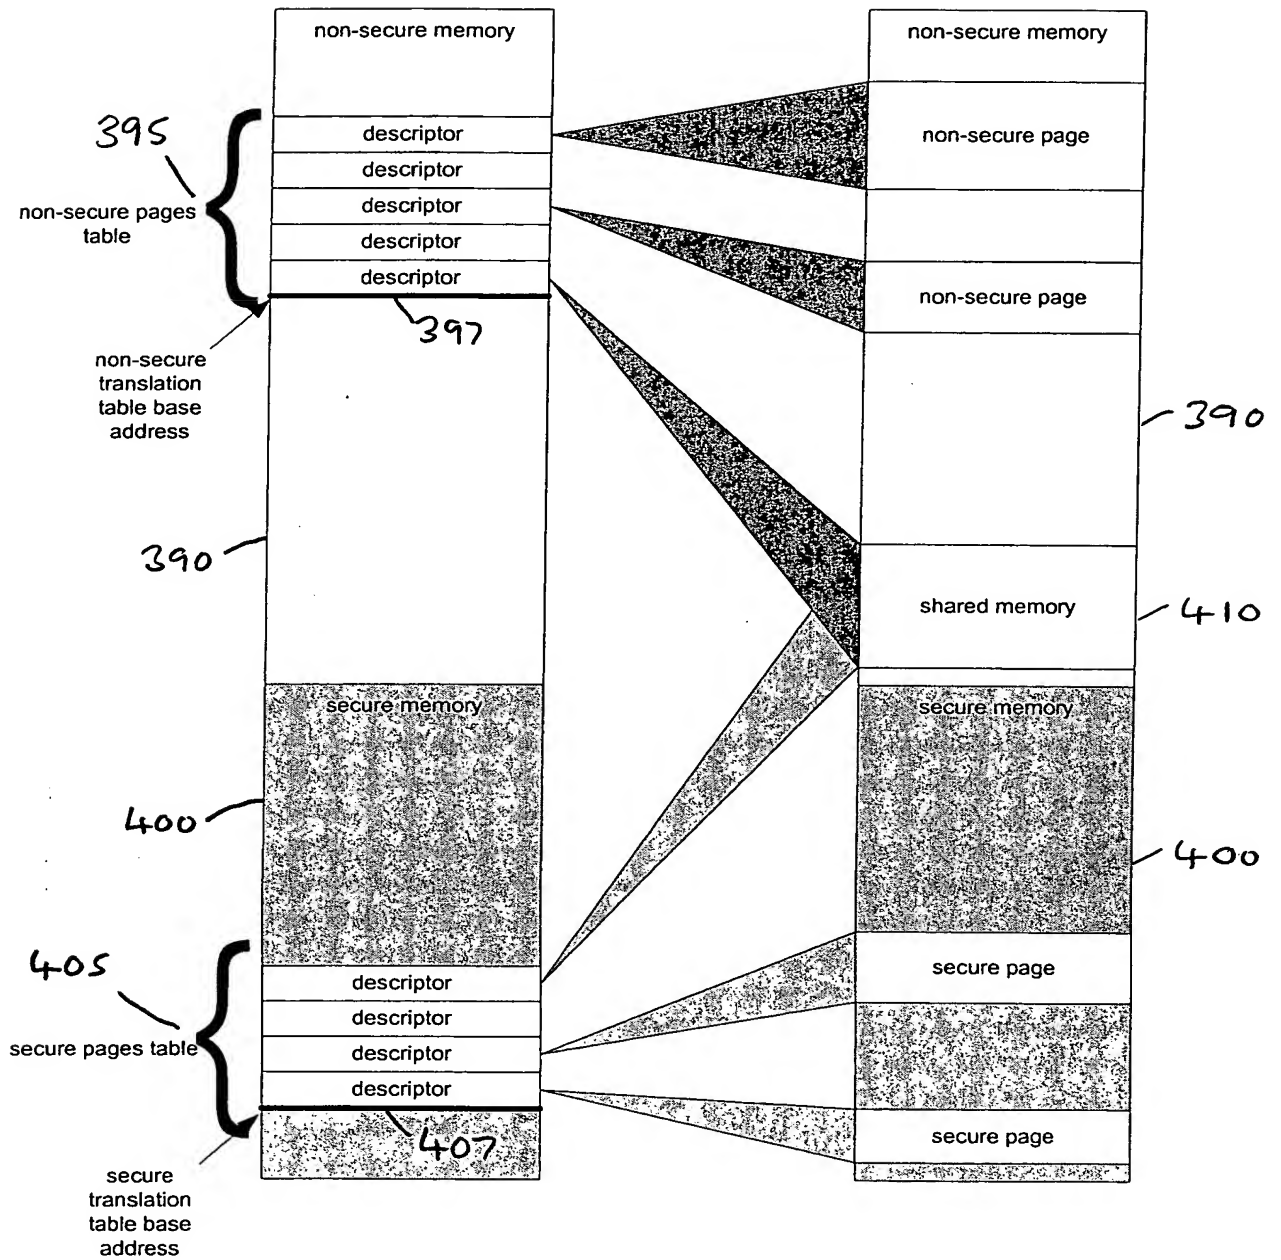 non-secure memory
non-secure memory
395
descriptor
descriptor
descriptor
descriptor
descriptor
non-secure page
non-secure pages
table
non-secure page
397
non-secure
translation
table base
address
390
390
shared memory
410
secure memory
secure memory
400
400
405
descriptor
descriptor
descriptor
descriptor
secure page
secure pages table
secure page
407
secure
translation
table base
address